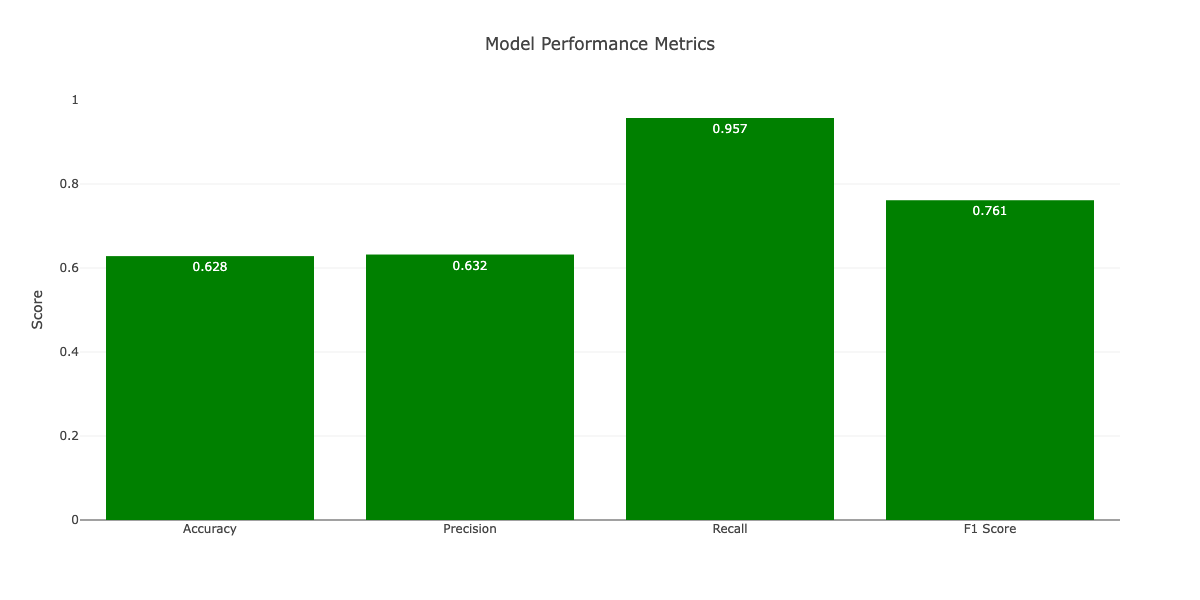 Model Performance Metrics
1
0.8
0.6
0.4
0.2
0
Score
0.628
0.632
0.957
0.761
Accuracy
Precision
Recall
F1 Score